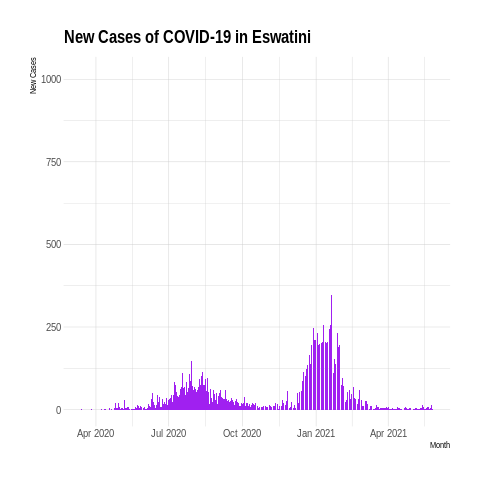 New Cases of COVID-19 in Eswatini
New Cases
1000
750
500
250
0
Apr 2020 Jul 2020 Oct 2020 Jan 2021 Apr 2021
Month